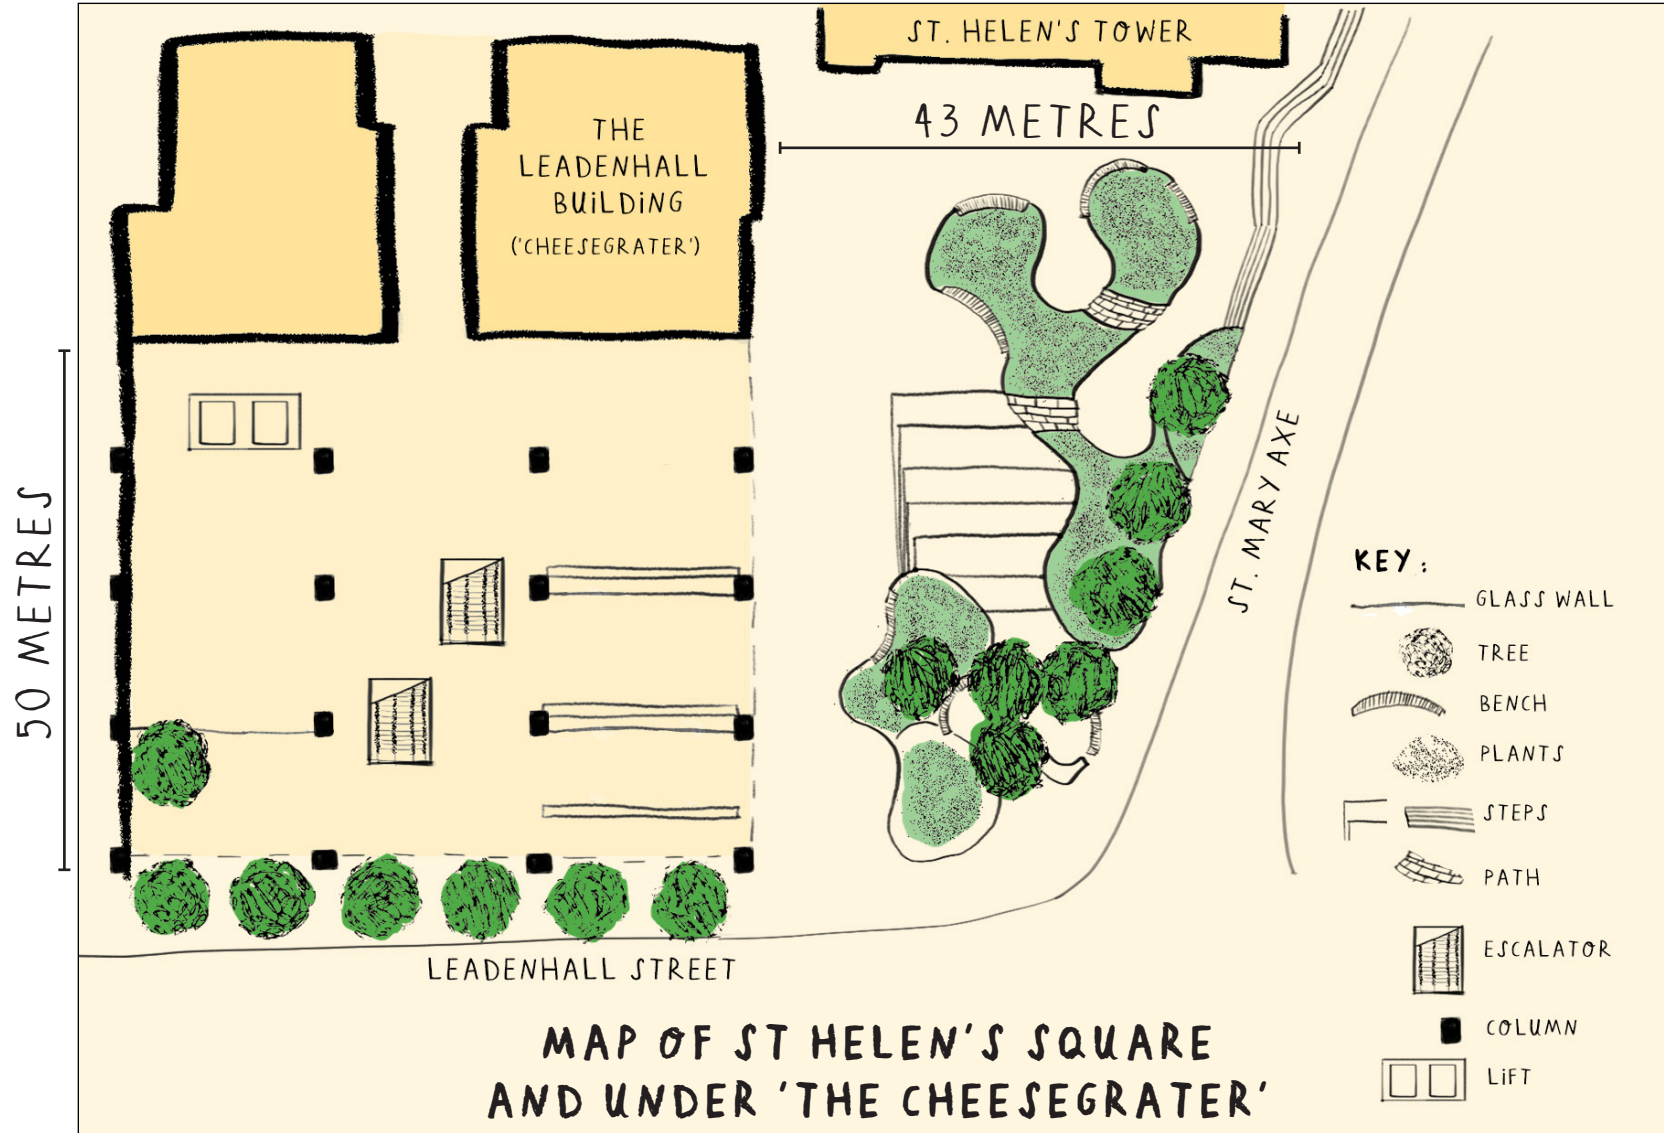 ST. HELEN'S TOWER
43 METRES
THE
LEADENHALL
BUiLDiNG
('CHEESEGRATER')
50 METRES
ST. MARY AXE
KEY:
GLASS WALL
TREE
BENCH
PLANTS
STEPS
PATH
ESCALATOR
COLUMN
LiFT
LEADENHALL STREET
MAP OF ST HELEN'S SQUARE
AND UNDER 'THE CHEESEGRATER'